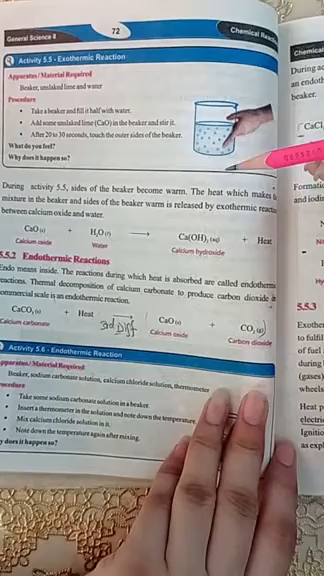 General Science 8
72
Chemical Reac
Activity 5.5 - Exothermic Reaction
Apparatus/Material Required
Beaker, unslaked lime and water
Procedure
• Take a beaker and fill it half with water.
• Add some unslaked lime (CaO) in the beaker and stir it.
• After 20 to 30 seconds, touch the outer sides of the beaker.
What do you feel?
Why does it happen so?
During activity 5.5, sides of the beaker become warm. The heat which makes
mixture in the beaker and sides of the beaker warm is released by exothermic reaction
between calcium oxide and water.
CaO(s) + H2O(l) ⟶ Ca(OH)2 (aq) + Heat
Calcium oxide Water Calcium hydroxide
5.5.2 Endothermic Reactions
Endo means inside. The reactions during which heat is absorbed are called endothermic
reactions. Thermal decomposition of calcium carbonate to produce carbon dioxide
commercial scale is an endothermic reaction.
CaCO3 (s) + Heat CaO(s) + CO2(g)
Calcium carbonate Calcium oxide Carbon dioxide
Activity 5.6 - Endothermic Reaction
Apparatus/Material Required
Beaker, sodium carbonate solution, calcium chloride solution, thermometer
Procedure
• Take some sodium carbonate solution in a beaker.
• Insert a thermometer in the solution and note down the temperature.
• Mix calcium chloride solution in it.
• Note down the temperature again after mixing.
y does it happen so?
Chemical
During ac
an endoth
beaker.
CaCl
Formatio
and iodin
5.5.3
Exothe
to fulfil
of fuel
during
(gases)
wheels
Heat p
electri
Ignitio
as expl